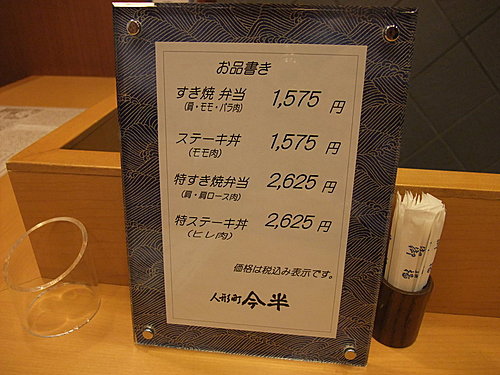 お品書き
すき焼 弁当 1,575 円
(肩・モモ・バラ肉)
ステーキ丼 1,575 円
(モモ肉)
特すき焼弁当 2,625 円
(肩・肩ロース肉)
特ステーキ丼 2,625 円
(ヒレ肉)
価格は税込み表示です。
人形町 今半